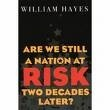 WILLIAM HAYES
ARE WE STILL
A NATION AT
RISK
TWO DECADES
LATER?